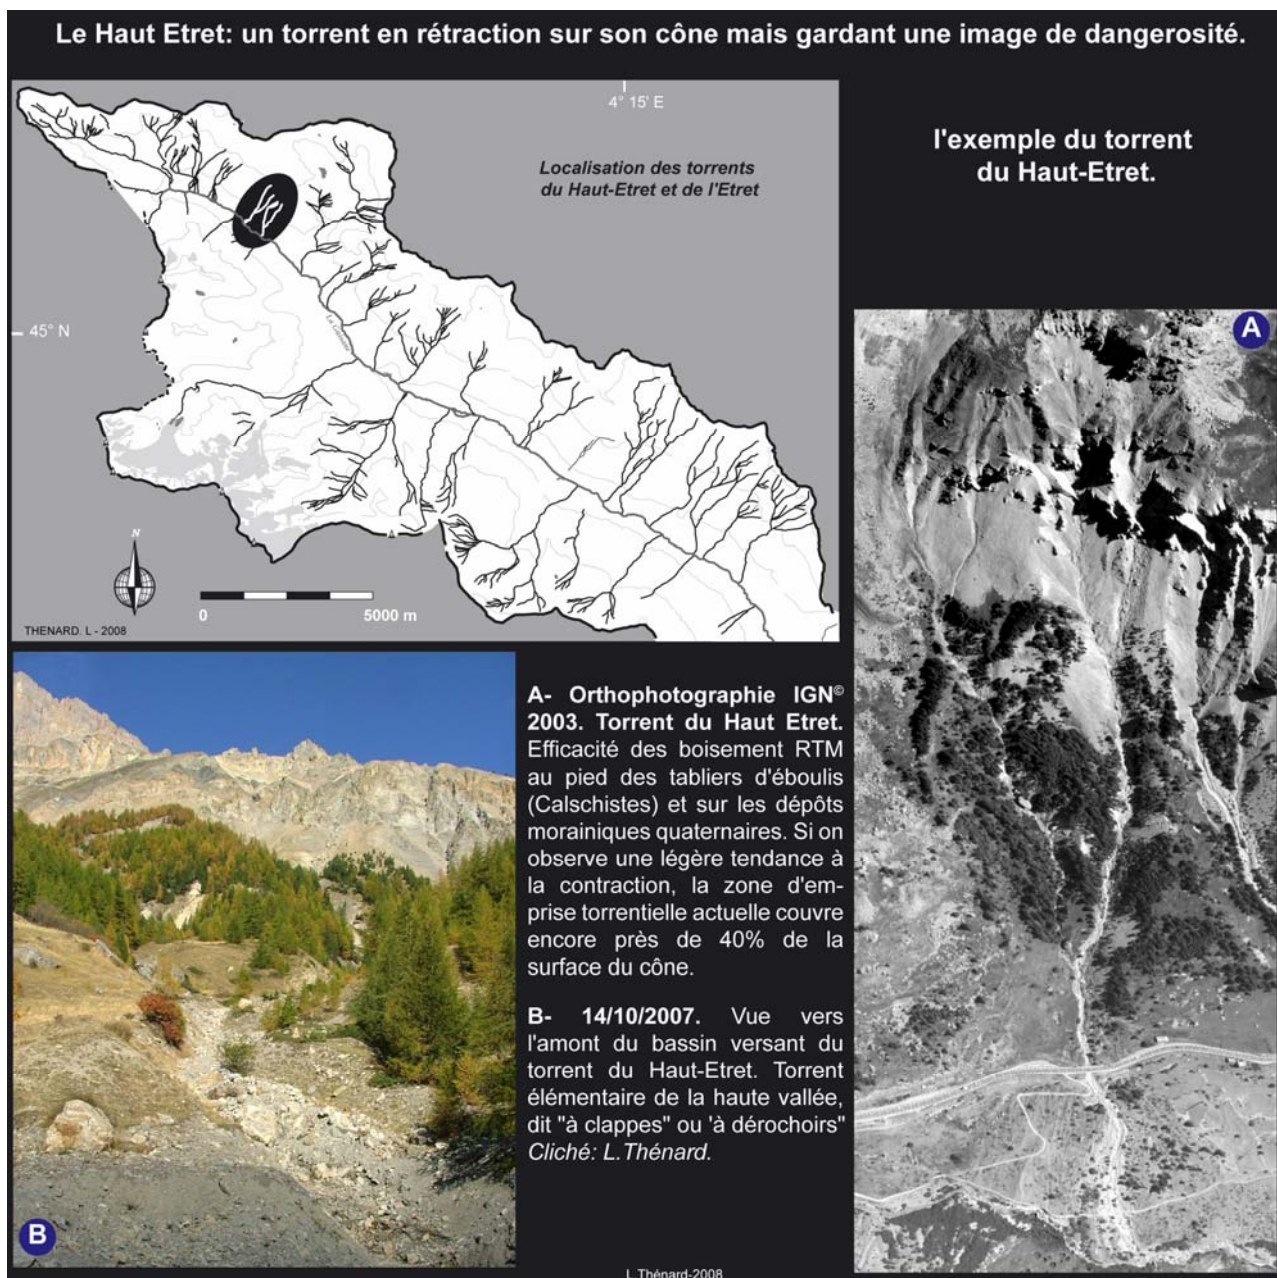 Le Haut Etret: un torrent en rétraction sur son cône mais gardant une image de dangerosité.
4° 15' E
Localisation des torrents
du Haut-Etret et de l'Etret
45° N
N
0 5000 m
THENARD. L - 2008
l'exemple du torrent
du Haut-Etret.
A
B
A- Orthophotographie IGN©
2003. Torrent du Haut Etret.
Efficacité des boisement RTM
au pied des tabliers d'éboulis
(Calschistes) et sur les dépôts
morainiques quaternaires. Si on
observe une légère tendance à
la contraction, la zone d'em-
prise torrentielle actuelle couvre
encore près de 40% de la
surface du cône.
B- 14/10/2007. Vue vers
l'amont du bassin versant du
torrent du Haut-Etret. Torrent
élémentaire de la haute vallée,
dit "à clappes" ou 'à dérochoirs"
Cliché: L.Thénard.
L.Thénard-2008